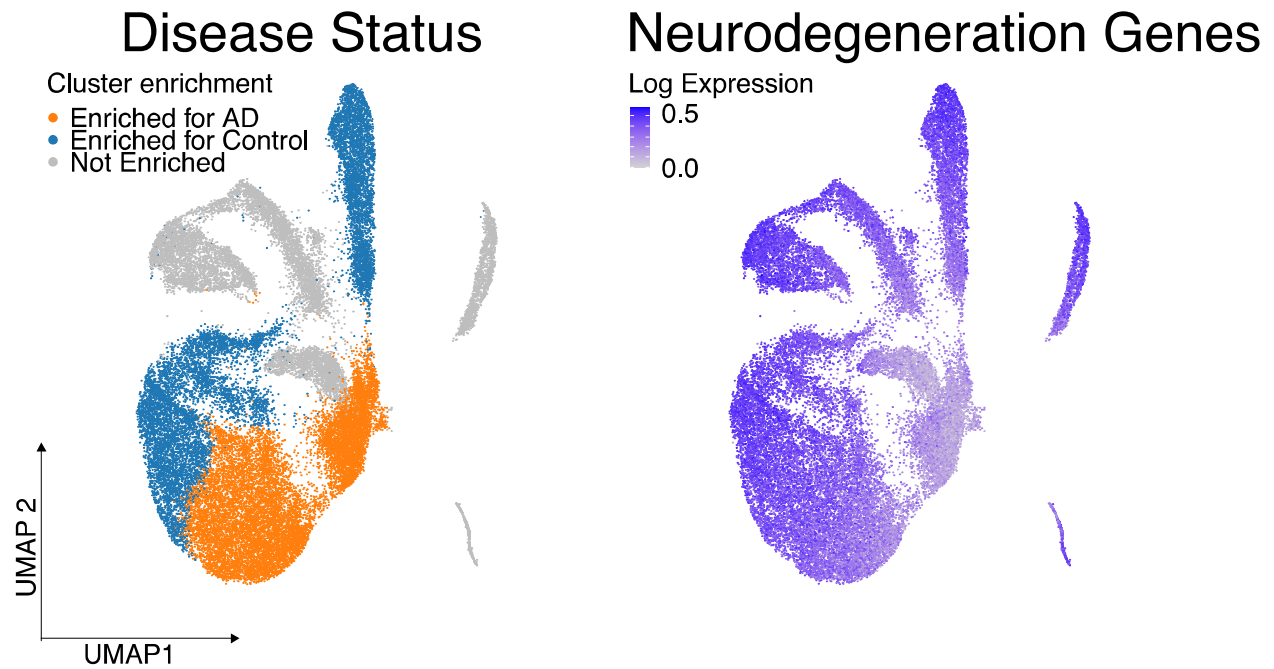 Disease Status
Cluster enrichment
Enriched for AD
Enriched for Control
Not Enriched
UMAP 2
UMAP1
Neurodegeneration Genes
Log Expression
0.5
0.0